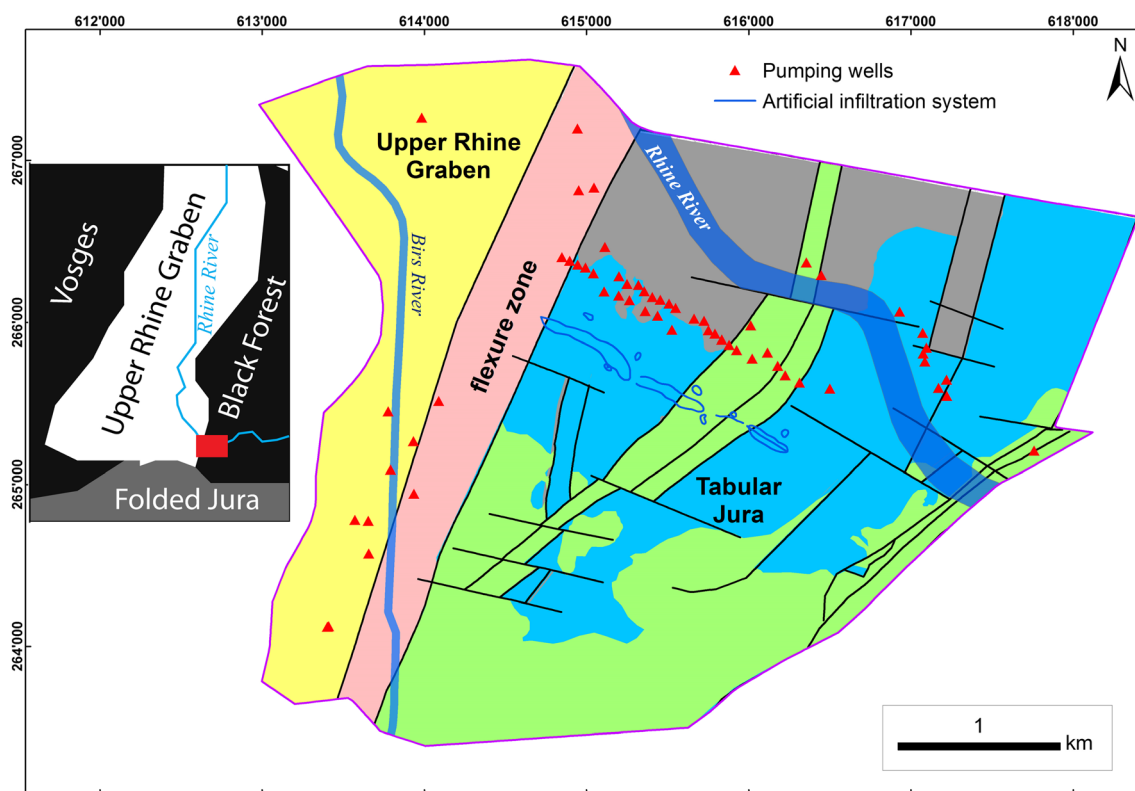 612'000
613'000
614'000
615'000
616'000
617'000
618'000
N
Pumping wells
Artificial infiltration system
267'000
266'000
265'000
264'000
Upper Rhine
Graben
Rhine River
Birs River
flexure zone
Tabular
Jura
Vosges
Upper Rhine Graben
Rhine River
Black Forest
Folded Jura
1
km